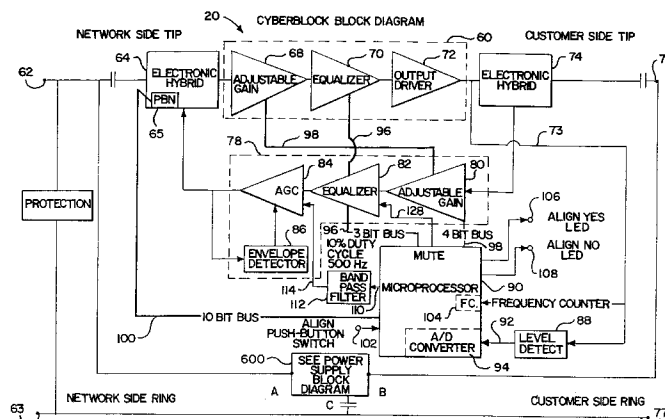 20
CYBERBLOCK BLOCK DIAGRAM
60
NETWORK SIDE TIP
CUSTOMER SIDE TIP
64
68
70
72
74
62
ELECTRONIC HYBRID
PBN
65
ADJUSTABLE GAIN
EQUALIZER
OUTPUT DRIVER
ELECTRONIC HYBRID
98
96
73
78
84
82
80
PROTECTION
AGC
EQUALIZER
ADJUSTABLE GAIN
128
106
ALIGN YES LED
86
ENVELOPE DETECTOR
96
3 BIT BUS
4 BIT BUS
98
10% DUTY CYCLE 500 Hz
MUTE
ALIGN NO LED
108
114
BAND PASS FILTER
110
112
MICROPROCESSOR
90
FC.
104
FREQUENCY COUNTER
100
10 BIT BUS
ALIGN PUSH-BUTTON SWITCH
102
A/D CONVERTER
94
92
LEVEL DETECT
88
600
SEE POWER SUPPLY BLOCK DIAGRAM
A
B
C
NETWORK SIDE RING
CUSTOMER SIDE RING
63